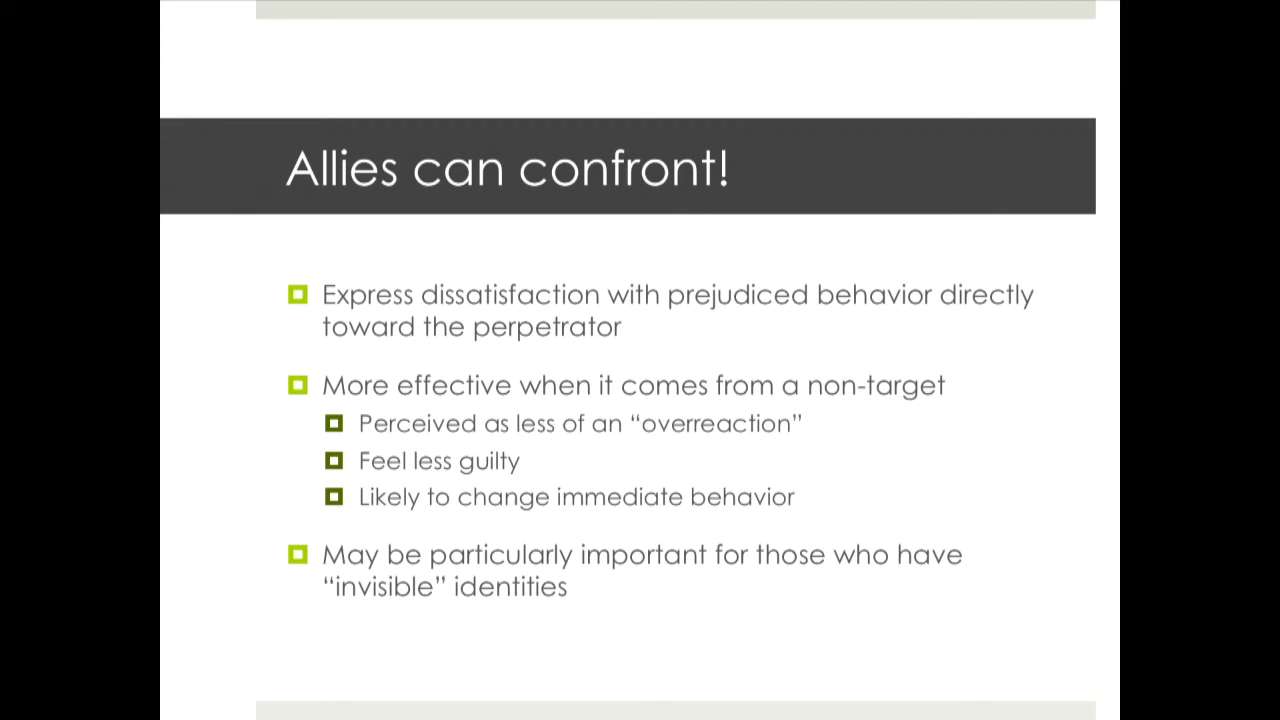 Allies can confront!
Express dissatisfaction with prejudiced behavior directly
toward the perpetrator
More effective when it comes from a non-target
Perceived as less of an “overreaction”
Feel less guilty
Likely to change immediate behavior
May be particularly important for those who have
“invisible” identities